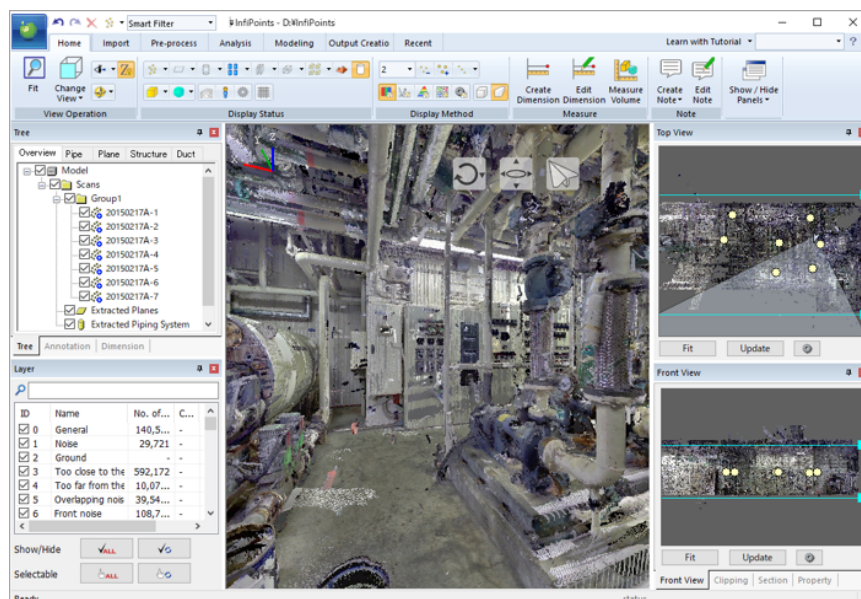 Smart Filter
InfiPoints - D:¥InfiPoints
Home Import Pre-process Analysis Modeling Output Creatio Recent
Learn with Tutorial
Fit
Change View
2
Create Dimension
Edit Dimension
Measure Volume
Create Note
Edit Note
Show / Hide Panels
View Operation Display Status Display Method Measure Note
Tree
Overview Pipe Plane Structure Duct
Model
Scans
Group1
20150217A-1
20150217A-2
20150217A-3
20150217A-4
20150217A-5
20150217A-6
20150217A-7
Extracted Planes
Extracted Piping System
Tree Annotation Dimension
Layer
ID Name No. of... C...
0 General 140,5... -
1 Noise 29,721 -
2 Ground - -
3 Too close to the 592,172 -
4 Too far from the 10,07... -
5 Overlapping nois 39,54... -
6 Front noise 108,7... -
Show/Hide ALL
Selectable ALL
Ready
status
Top View
Fit Update
Front View
Fit Update
Front View Clipping Section Property